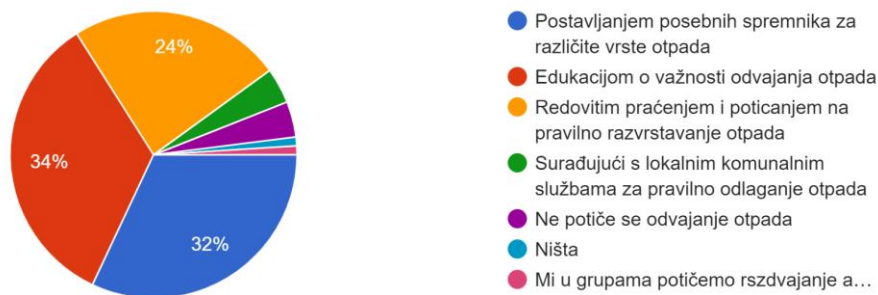 24%
34%
32%
Postavljanjem posebnih spremnika za
različite vrste otpada
Edukacijom o važnosti odvajanja otpada
Redovitim praćenjem i poticanjem na
pravilno razvrstavanje otpada
Surađujući s lokalnim komunalnim
službama za pravilno odlaganje otpada
Ne potiče se odvajanje otpada
Ništa
Mi u grupama potičemo rszdvajanje a…